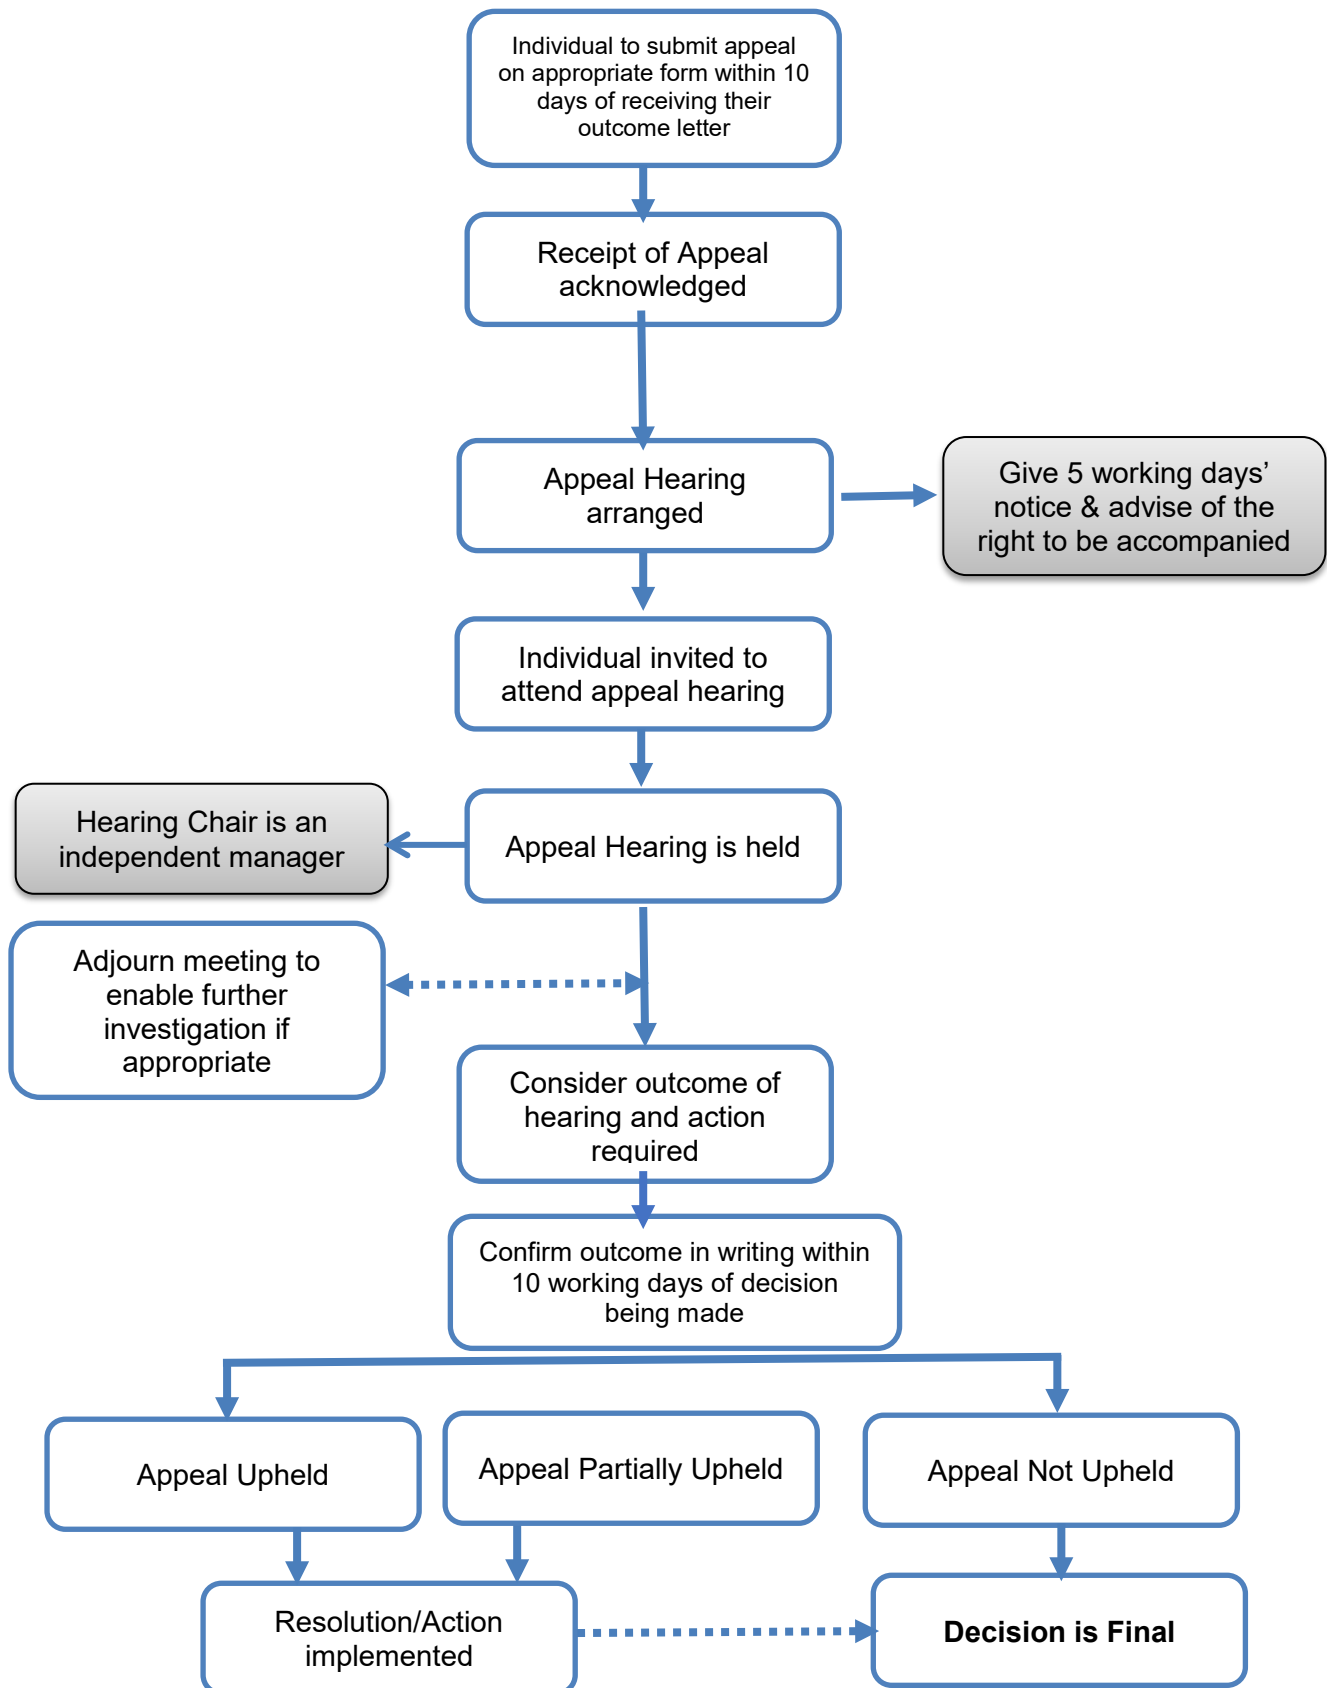 Individual to submit appeal
on appropriate form within 10
days of receiving their
outcome letter
Receipt of Appeal
acknowledged
Appeal Hearing
arranged
Give 5 working days’
notice & advise of the
right to be accompanied
Individual invited to
attend appeal hearing
Hearing Chair is an
independent manager
Appeal Hearing is held
Adjourn meeting to
enable further
investigation if
appropriate
Consider outcome of
hearing and action
required
Confirm outcome in writing within
10 working days of decision
being made
Appeal Upheld
Appeal Partially Upheld
Appeal Not Upheld
Resolution/Action
implemented
Decision is Final